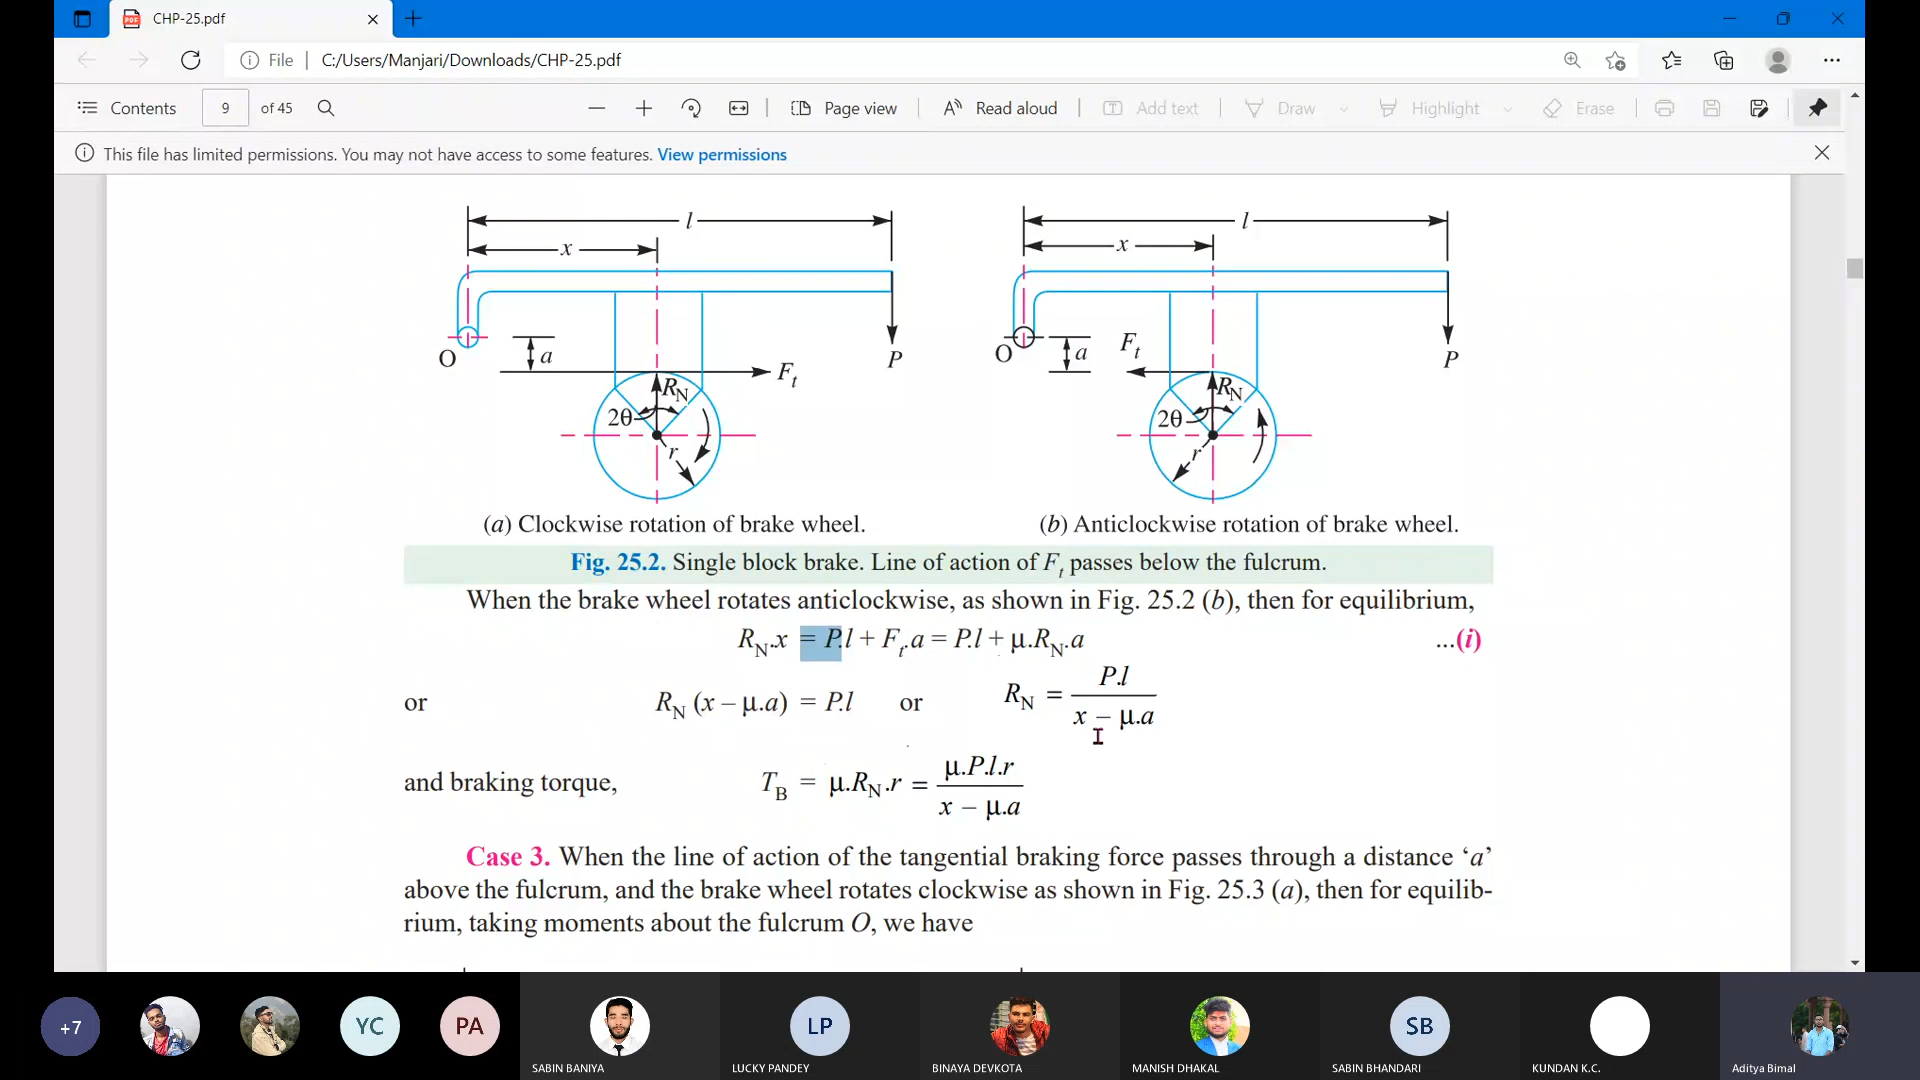 CHP-25.pdf
File | C:/Users/Manjari/Downloads/CHP-25.pdf
Contents 9 of 45 Page view Read aloud Add text Draw Highlight Erase
This file has limited permissions. You may not have access to some features. View permissions
l l
x x
O a F_t P O a F_t P
R_N R_N
2θ 2θ
r r
(a) Clockwise rotation of brake wheel. (b) Anticlockwise rotation of brake wheel.
Fig. 25.2. Single block brake. Line of action of F_t passes below the fulcrum.
When the brake wheel rotates anticlockwise, as shown in Fig. 25.2 (b), then for equilibrium,
R_N.x = P.l + F_t.a = P.l + μ.R_N.a ...(i)
or R_N (x – μ.a) = P.l or R_N = P.l / (x – μ.a)
and braking torque, T_B = μ.R_N.r = μ.P.l.r / (x – μ.a)
Case 3. When the line of action of the tangential braking force passes through a distance ‘a’
above the fulcrum, and the brake wheel rotates clockwise as shown in Fig. 25.3 (a), then for equilib-
rium, taking moments about the fulcrum O, we have
+7 YC PA LP SB
SABIN BANIYA LUCKY PANDEY BINAYA DEVKOTA MANISH DHAKAL SABIN BHANDARI KUNDAN K.C. Aditya Bimal